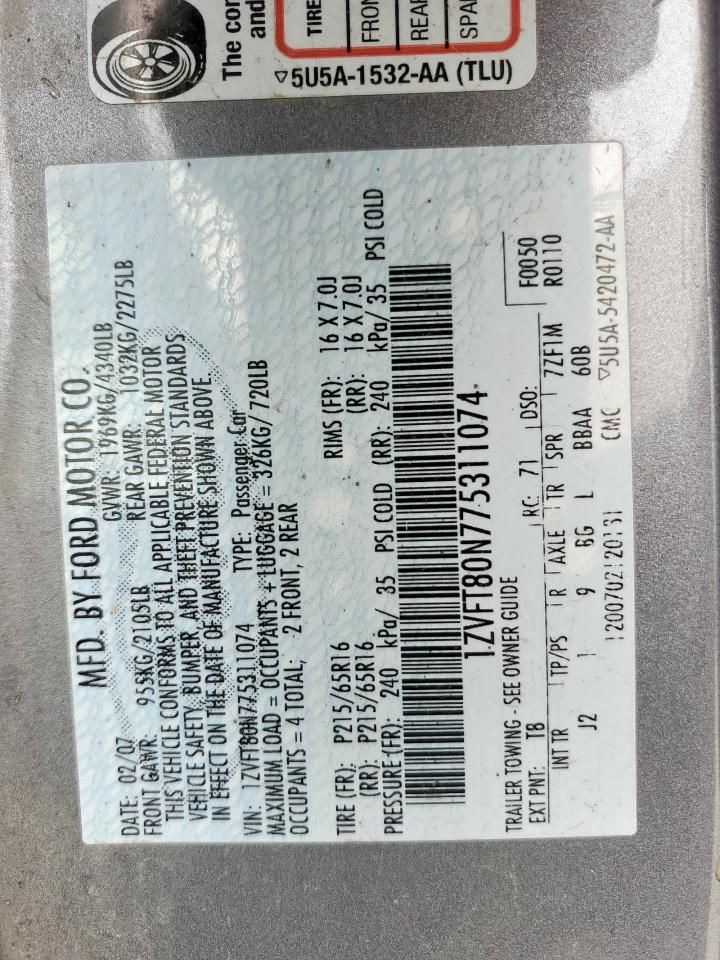 The cor
and
TIRE
FRON
REAR
SPAR
▽5U5A-1532-AA (TLU)
MFD. BY FORD MOTOR CO.
DATE: 02/07 GVWR: 1969KG/4340LB
FRONT GAWR: 955KG/2105LB REAR GAWR: 1032KG/2275LB
THIS VEHICLE CONFORMS TO ALL APPLICABLE FEDERAL MOTOR
VEHICLE SAFETY, BUMPER, AND THEFT PREVENTION STANDARDS
IN EFFECT ON THE DATE OF MANUFACTURE SHOWN ABOVE.
VIN: 1ZVFT80N775311074 TYPE: Passenger Car
MAXIMUM LOAD = OCCUPANTS + LUGGAGE = 326KG/720LB
OCCUPANTS = 4 TOTAL; 2 FRONT, 2 REAR
TIRE (FR): P215/65R16 RIMS (FR): 16 X 7.0J
(RR): P215/65R16 (RR): 16 X 7.0J
PRESSURE (FR): 240 kPa/ 35 PSI COLD (RR): 240 kPa/ 35 PSI COLD
1ZVFT80N775311074
TRAILER TOWING - SEE OWNER GUIDE
F0050
EXT PNT: T8 RC: 71 DSO: R0110
INT TR TP/PS R AXLE TR SPR 7ZF1M
J2 1 9 BG L BBAA 60B
12007021201 31 CMC ▽5U5A-5420472-AA